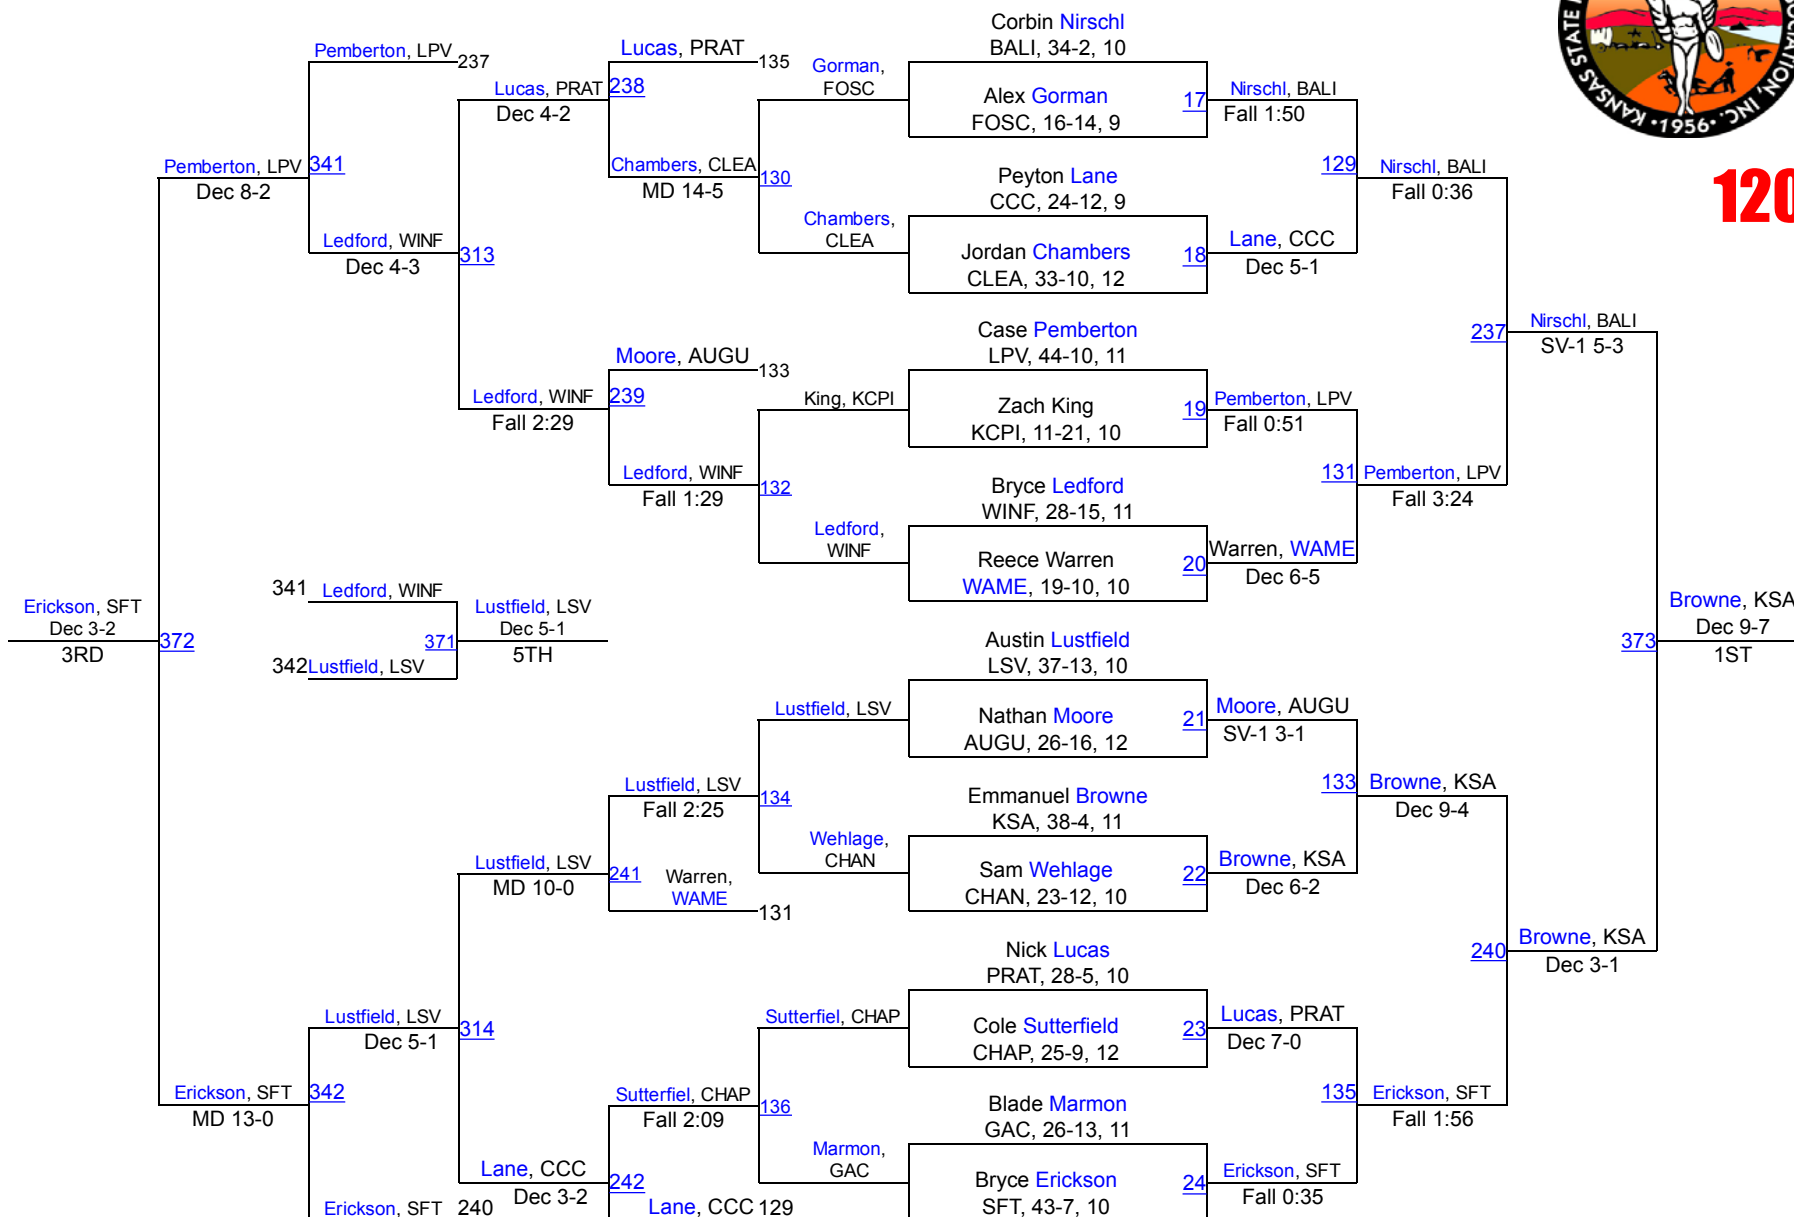 Corbin Nirschl
BALI, 34-2, 10
Alex Gorman
FOSC, 16-14, 9
Peyton Lane
CCC, 24-12, 9
Jordan Chambers
CLEA, 33-10, 12
Case Pemberton
LPV, 44-10, 11
Zach King
KCPI, 11-21, 10
Bryce Ledford
WINF, 28-15, 11
Reece Warren
WAME, 19-10, 10
Austin Lustfield
LSV, 37-13, 10
Nathan Moore
AUGU, 26-16, 12
Emmanuel Browne
KSA, 38-4, 11
Sam Wehlage
CHAN, 23-12, 10
Nick Lucas
PRAT, 28-5, 10
Cole Sutterfield
CHAP, 25-9, 12
Blade Marmon
GAC, 26-13, 11
Bryce Erickson
SFT, 43-7, 10
17
Nirschl, BALI
Fall 1:50
18
Lane, CCC
Dec 5-1
19
Pemberton, LPV
Fall 0:51
20
Warren, WAME
Dec 6-5
21
Moore, AUGU
SV-1 3-1
22
Browne, KSA
Dec 6-2
23
Lucas, PRAT
Dec 7-0
24
Erickson, SFT
Fall 0:35
129
Nirschl, BALI
Fall 0:36
131
Pemberton, LPV
Fall 3:24
133
Browne, KSA
Dec 9-4
135
Erickson, SFT
Fall 1:56
237
Nirschl, BALI
SV-1 5-3
240
Browne, KSA
Dec 3-1
373
Browne, KSA
Dec 9-7
1ST
KANSAS STATE
INC. · 1956 ·
120
Gorman,
FOSC
Chambers,
CLEA
King, KCPI
Ledford,
WINF
Lustfield, LSV
Wehlage,
CHAN
Sutterfiel, CHAP
Marmon,
GAC
Lucas, PRAT
135
130
Chambers, CLEA
MD 14-5
Moore, AUGU
133
132
Ledford, WINF
Fall 1:29
134
Lustfield, LSV
Fall 2:25
Warren,
WAME
131
136
Sutterfiel, CHAP
Fall 2:09
Lane, CCC 129
238
Lucas, PRAT
Dec 4-2
239
Ledford, WINF
Fall 2:29
241
Lustfield, LSV
MD 10-0
242
Lane, CCC
Dec 3-2
Pemberton, LPV
237
313
Ledford, WINF
Dec 4-3
314
Lustfield, LSV
Dec 5-1
Erickson, SFT 240
341
Pemberton, LPV
Dec 8-2
342
Erickson, SFT
MD 13-0
341 Ledford, WINF
342 Lustfield, LSV
371
Lustfield, LSV
Dec 5-1
5TH
372
Erickson, SFT
Dec 3-2
3RD